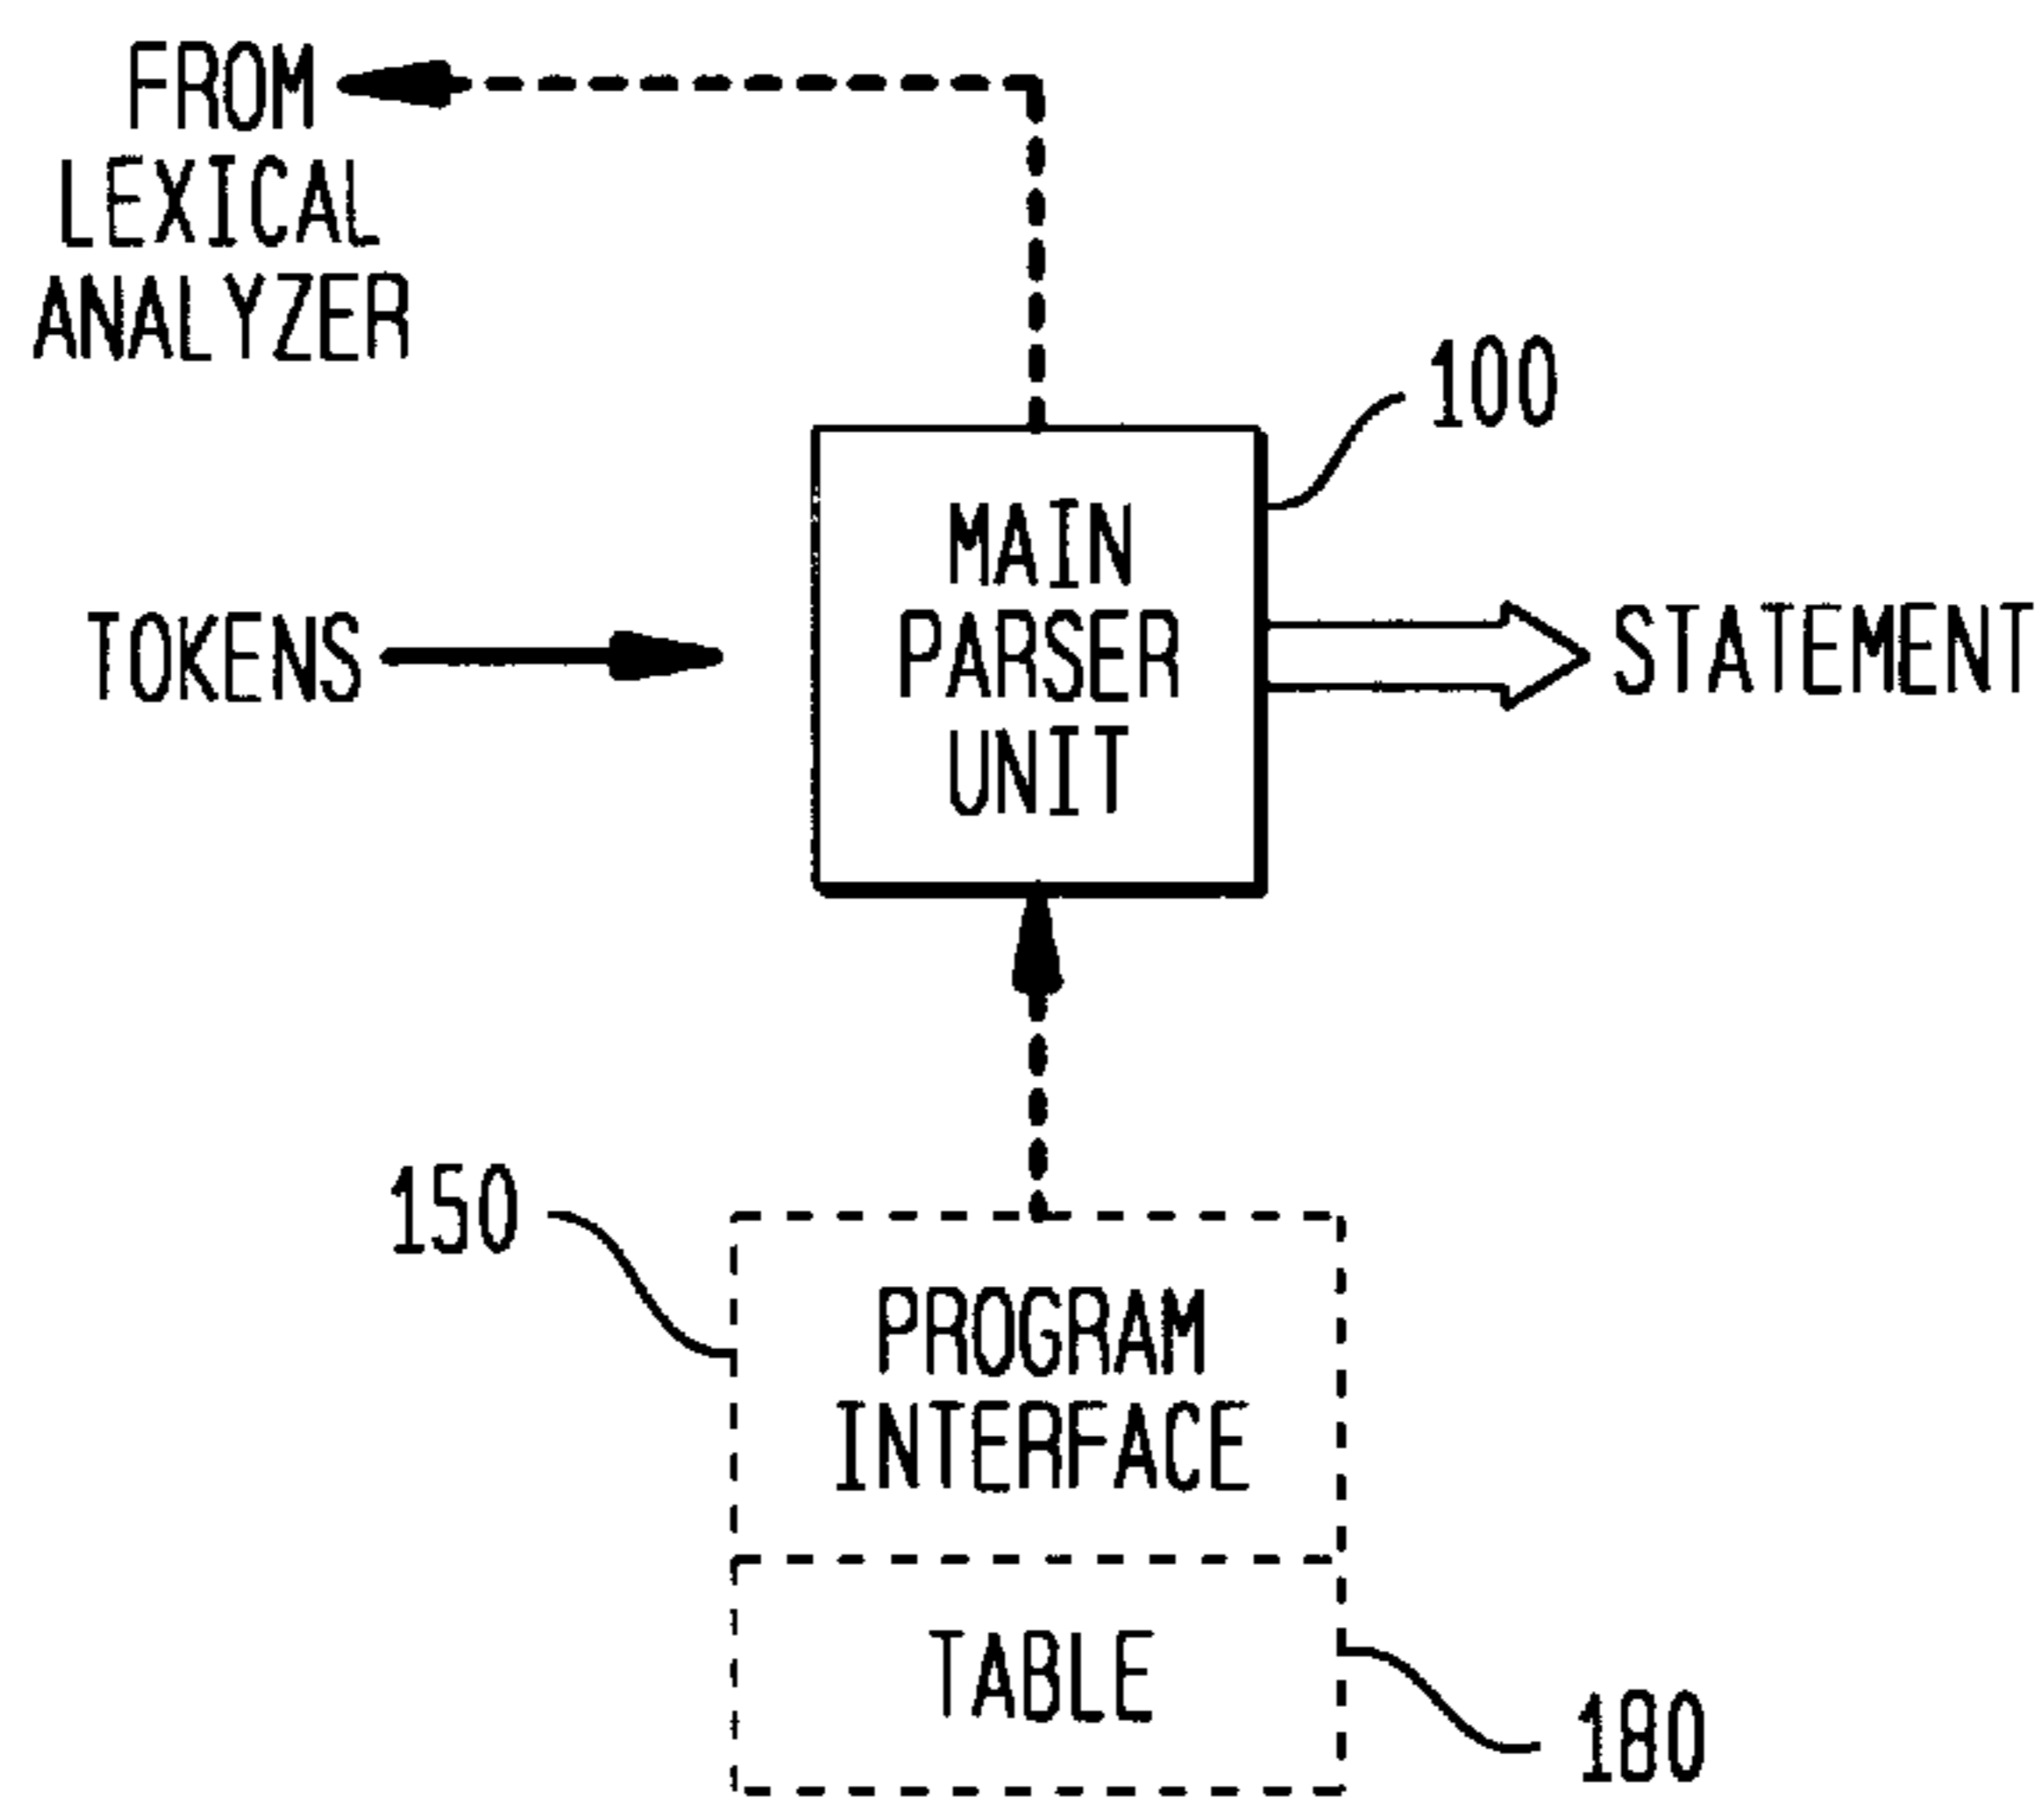 FROM
LEXICAL
ANALYZER
100
MAIN
PARSER
UNIT
TOKENS
STATEMENT
150
PROGRAM
INTERFACE
TABLE
180